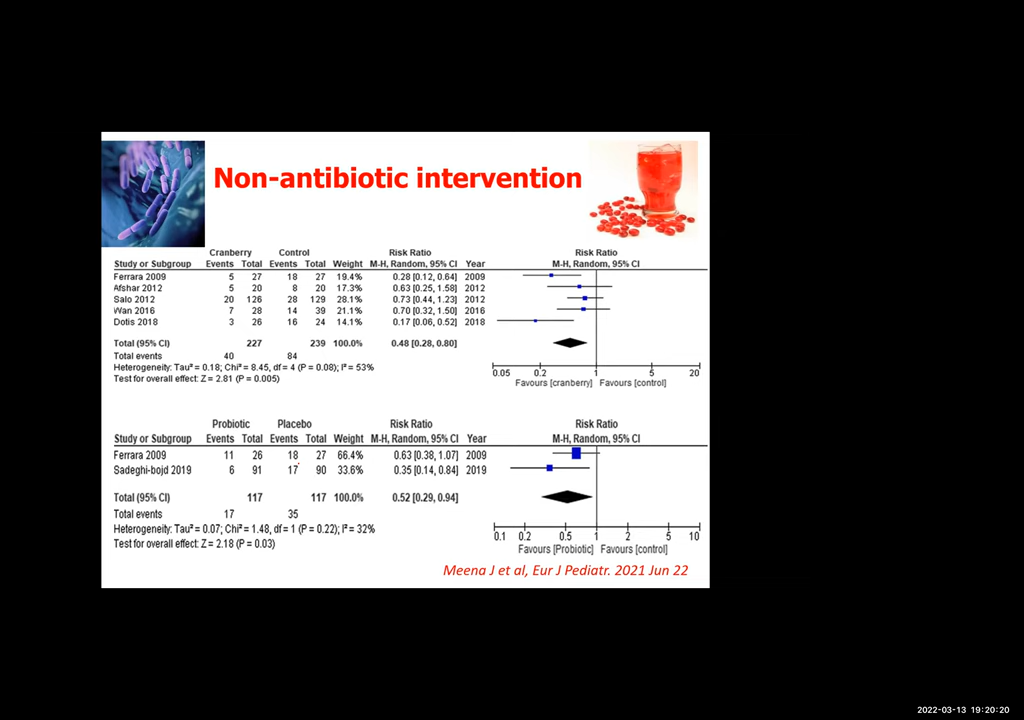 Non-antibiotic intervention
Cranberry Control Risk Ratio Risk Ratio
Study or Subgroup Events Total Events Total Weight M-H, Random, 95% CI Year M-H, Random, 95% CI
Ferrara 2009 5 27 18 27 19.4% 0.28 [0.12, 0.64] 2009
Afshar 2012 5 20 8 20 17.3% 0.63 [0.25, 1.58] 2012
Salo 2012 20 126 28 129 28.1% 0.73 [0.44, 1.23] 2012
Wan 2016 7 28 14 39 21.1% 0.70 [0.32, 1.50] 2016
Dotis 2018 3 26 16 24 14.1% 0.17 [0.06, 0.52] 2018
Total (95% CI) 227 239 100.0% 0.48 [0.28, 0.80]
Total events 40 84
Heterogeneity: Tau² = 0.18; Chi² = 8.45, df = 4 (P = 0.08); I² = 53%
Test for overall effect: Z = 2.81 (P = 0.005)
0.05 0.2 1 5 20
Favours [cranberry] Favours [control]
Probiotic Placebo Risk Ratio Risk Ratio
Study or Subgroup Events Total Events Total Weight M-H, Random, 95% CI Year M-H, Random, 95% CI
Ferrara 2009 11 26 18 27 66.4% 0.63 [0.38, 1.07] 2009
Sadeghi-bojd 2019 6 91 17 90 33.6% 0.35 [0.14, 0.84] 2019
Total (95% CI) 117 117 100.0% 0.52 [0.29, 0.94]
Total events 17 35
Heterogeneity: Tau² = 0.07; Chi² = 1.48, df = 1 (P = 0.22); I² = 32%
Test for overall effect: Z = 2.18 (P = 0.03)
0.1 0.2 0.5 1 2 5 10
Favours [Probiotic] Favours [control]
Meena J et al, Eur J Pediatr. 2021 Jun 22
2022-03-13 19:20:20